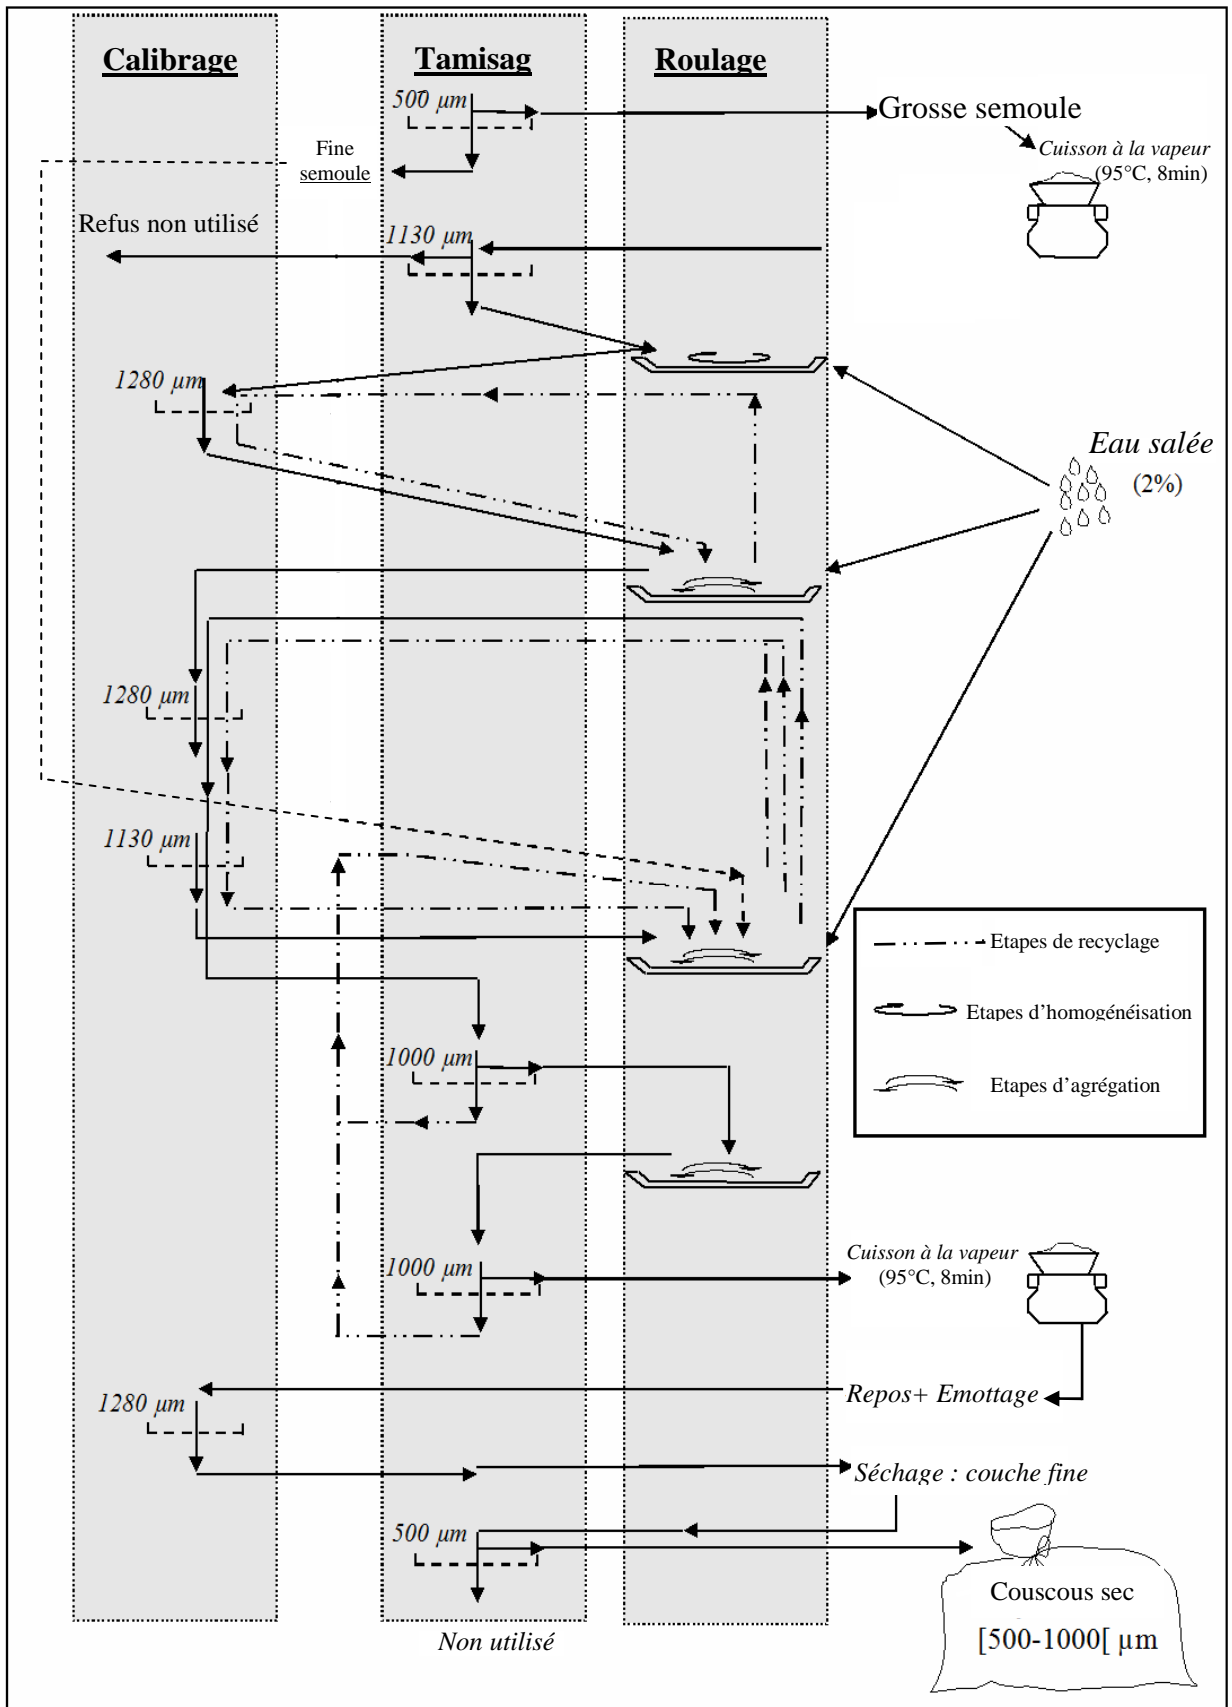 Calibrage
Tamisag
Roulage
500 µm
Grosse semoule
Fine
semoule
Cuisson à la vapeur
(95°C, 8min)
Refus non utilisé
1130 µm
1280 µm
Eau salée
(2%)
1280 µm
1130 µm
Etapes de recyclage
Etapes d'homogénéisation
Etapes d'agrégation
1000 µm
1000 µm
Cuisson à la vapeur
(95°C, 8min)
Repos+ Emottage
1280 µm
Séchage : couche fine
500 µm
Couscous sec
[500-1000[ µm
Non utilisé